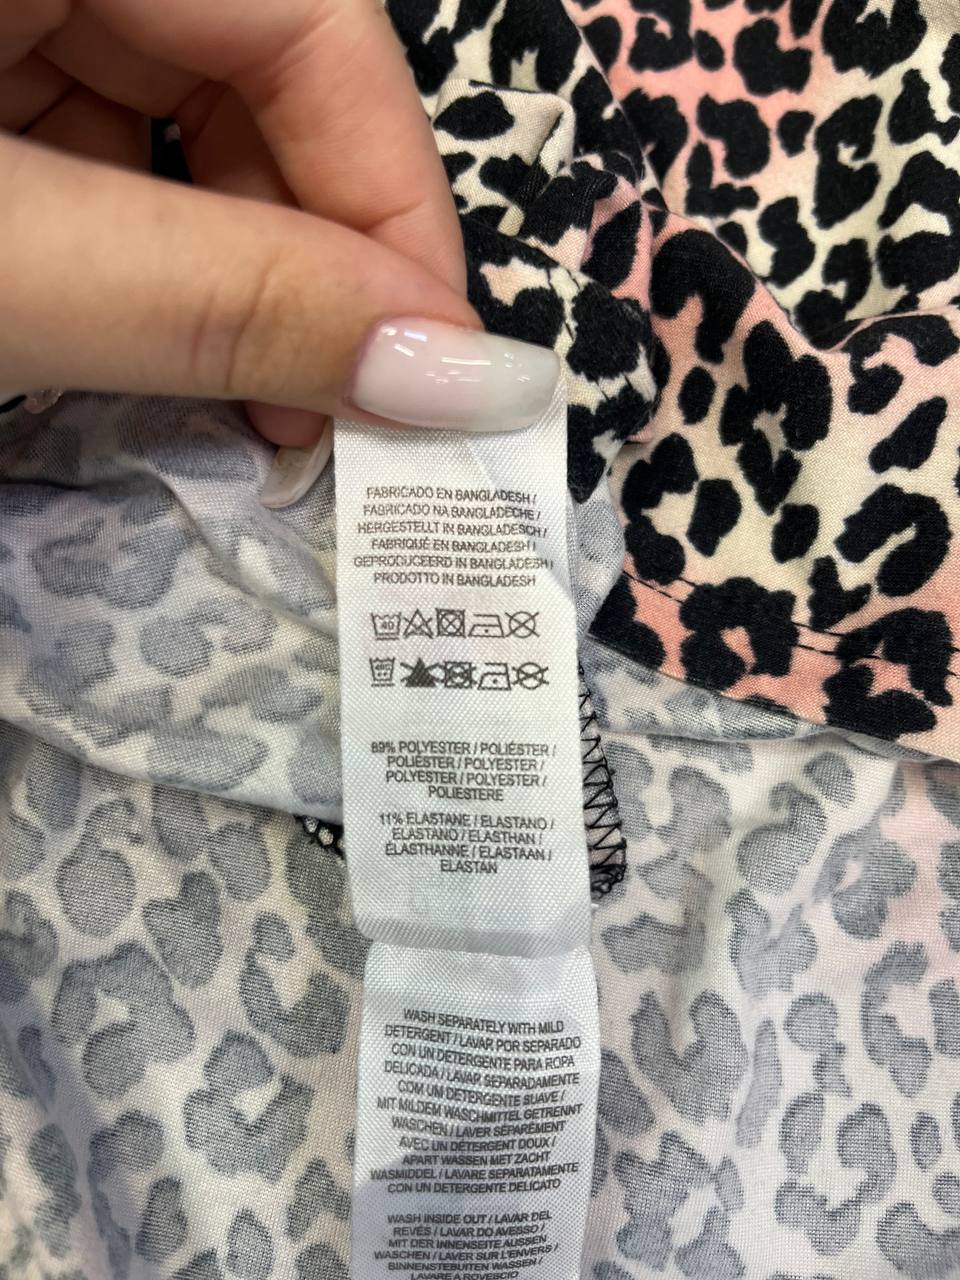 FABRICADO EN BANGLADESH /
FABRICADO NA BANGLADECHE /
HERGESTELLT IN BANGLADESCH /
FABRIQUÉ EN BANGLADESH /
GEPRODUCEERD IN BANGLADESH /
PRODOTTO IN BANGLADESH
40
89% POLYESTER / POLIÉSTER /
POLIÉSTER / POLYESTER /
POLYESTER / POLYESTER /
POLIESTERE
11% ELASTANE / ELASTANO /
ELASTANO / ELASTHAN /
ÉLASTHANNE / ELASTAAN /
ELASTAN
WASH SEPARATELY WITH MILD
DETERGENT / LAVAR POR SEPARADO
CON UN DETERGENTE PARA ROPA
DELICADA / LAVAR SEPARADAMENTE
COM UM DETERGENTE SUAVE /
MIT MILDEM WASCHMITTEL GETRENNT
WASCHEN / LAVER SÉPARÉMENT
AVEC UN DÉTERGENT DOUX /
APART WASSEN MET ZACHT
WASMIDDEL / LAVARE SEPARATAMENTE
CON UN DETERGENTE DELICATO
WASH INSIDE OUT / LAVAR DEL
REVÉS / LAVAR DO AVESSO /
MIT DER INNENSEITE AUSSEN
WASCHEN / LAVER SUR L'ENVERS /
BINNENSTEBUITEN WASSEN /
LAVARE A ROVESCIO